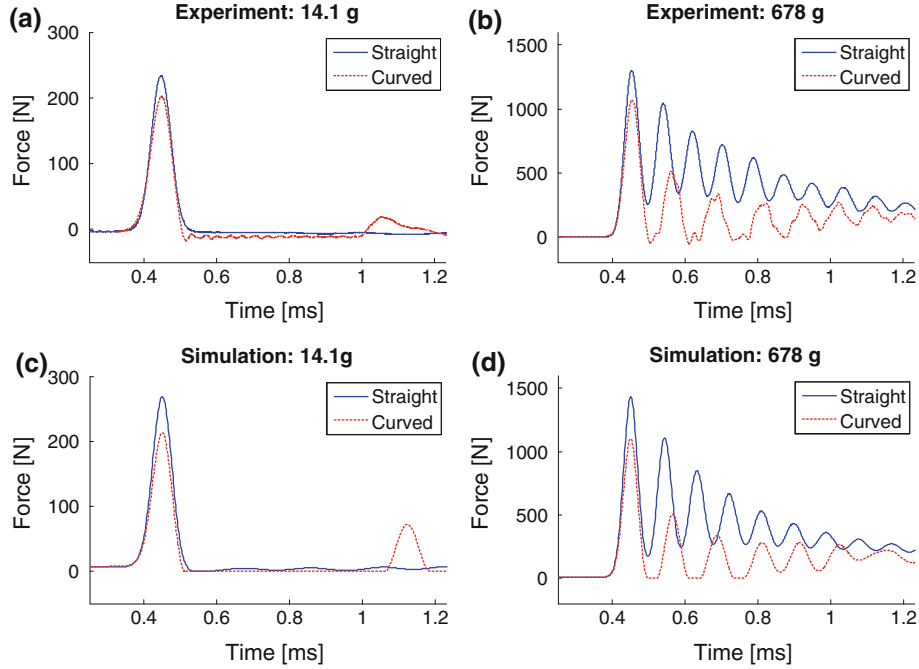 (a)
Experiment: 14.1 g
300
200
100
0
Force [N]
Straight
Curved
0.4
0.6
0.8
1
1.2
Time [ms]
(b)
Experiment: 678 g
1500
1000
500
0
Force [N]
Straight
Curved
0.4
0.6
0.8
1
1.2
Time [ms]
(c)
Simulation: 14.1g
300
200
100
0
Force [N]
Straight
Curved
0.4
0.6
0.8
1
1.2
Time [ms]
(d)
Simulation: 678 g
1500
1000
500
0
Force [N]
Straight
Curved
0.4
0.6
0.8
1
1.2
Time [ms]